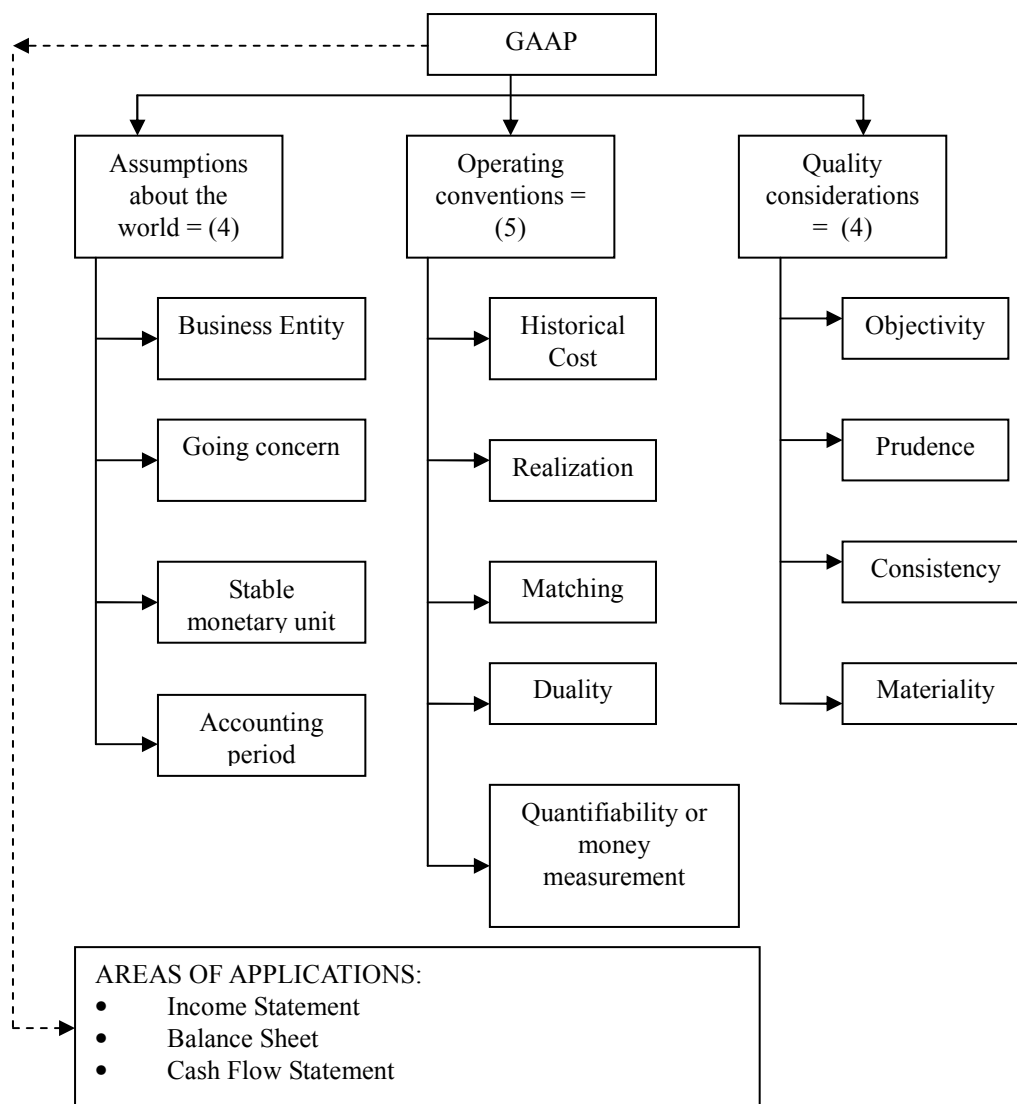 GAAP
Assumptions
about the
world = (4)
Operating
conventions =
(5)
Quality
considerations
= (4)
Business Entity
Going concern
Stable
monetary unit
Accounting
period
Historical
Cost
Realization
Matching
Duality
Quantifiability or
money
measurement
Objectivity
Prudence
Consistency
Materiality
AREAS OF APPLICATIONS:
• Income Statement
• Balance Sheet
• Cash Flow Statement